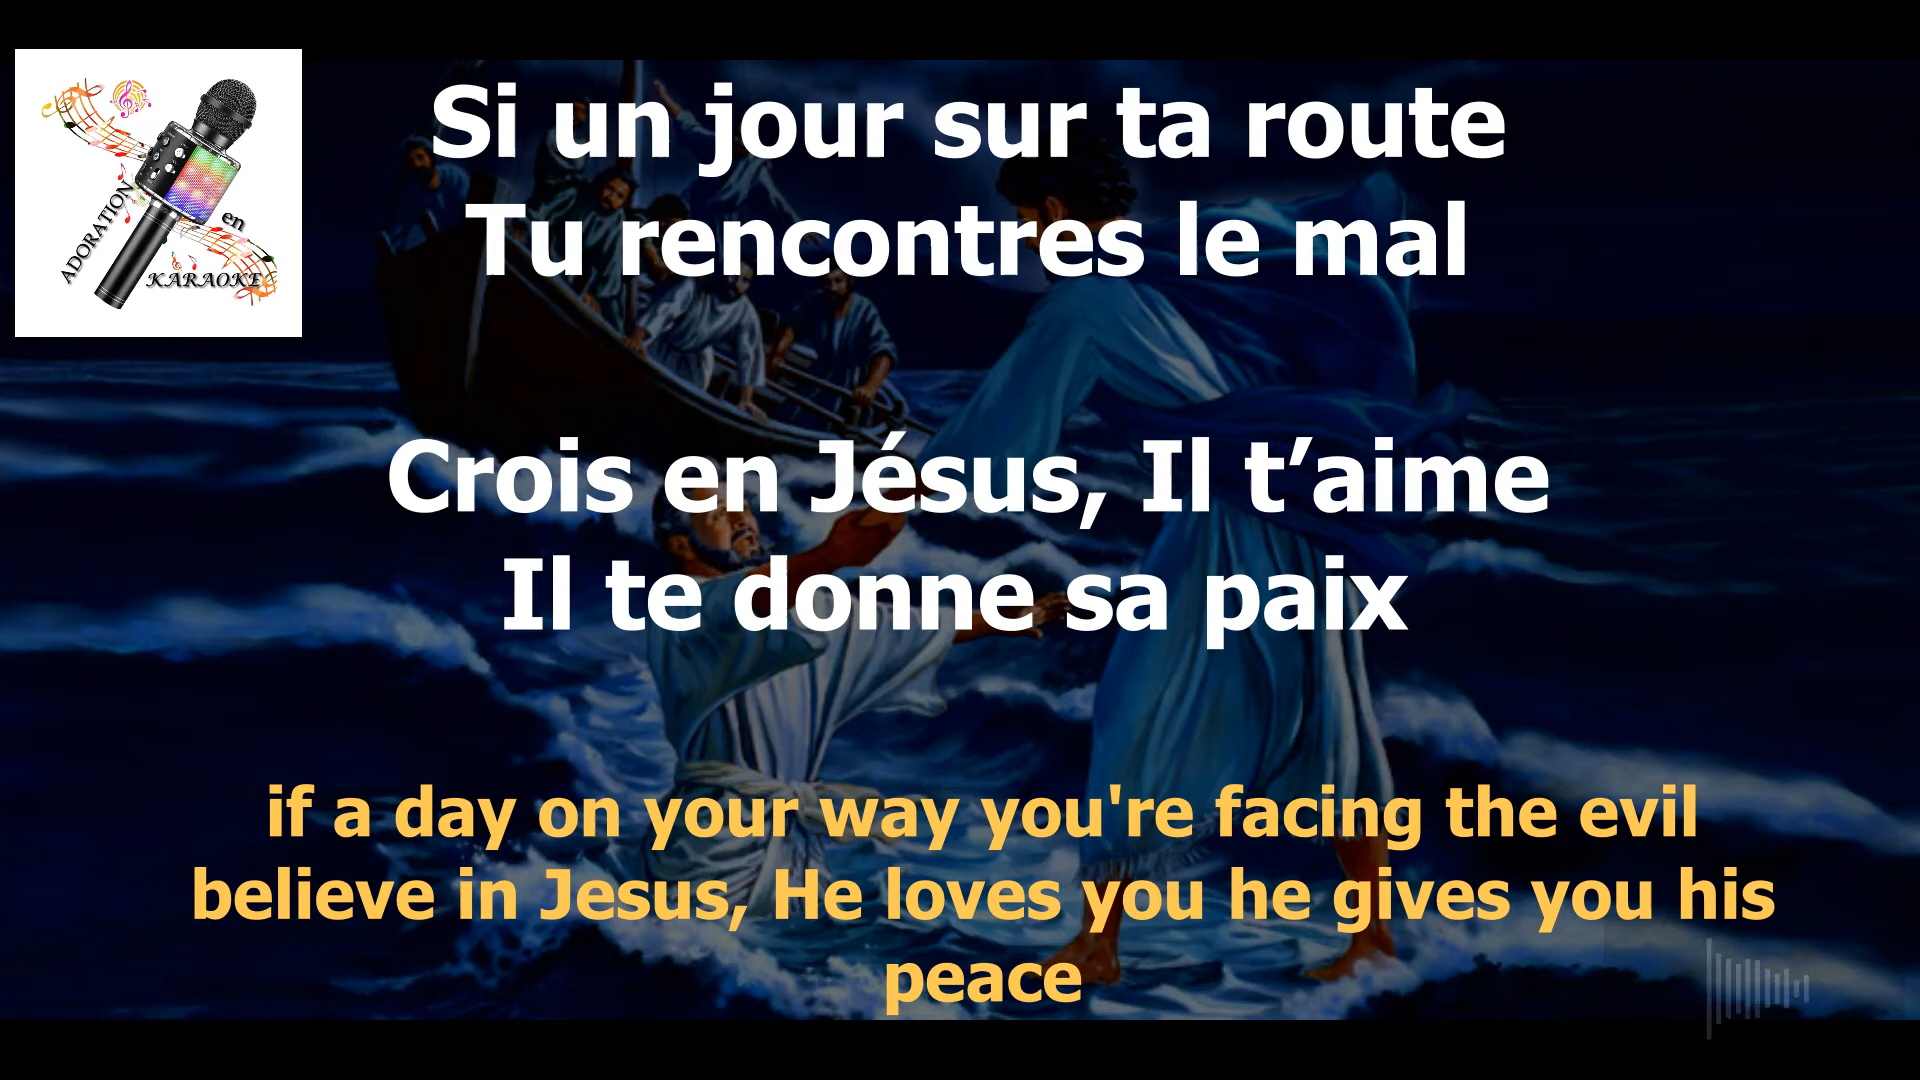 ADORATION
en
KARAOKE
Si un jour sur ta route
Tu rencontres le mal
Crois en Jésus, Il t’aime
Il te donne sa paix
if a day on your way you're facing the evil
believe in Jesus, He loves you he gives you his
peace